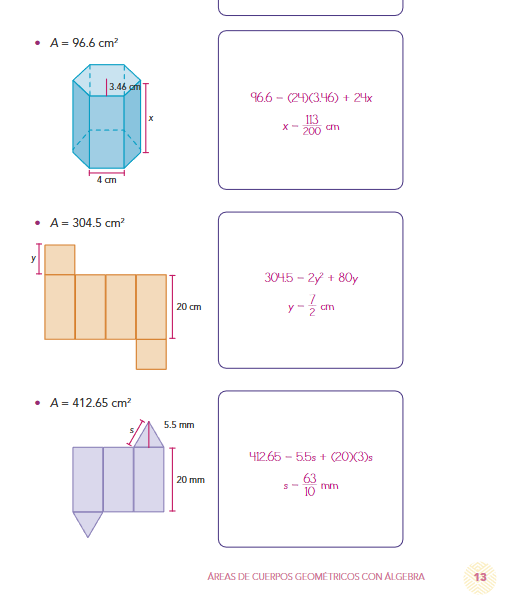 • A = 96.6 cm²
3.46 cm
x
4 cm
96.6 = (24)(3.46) + 24x
x = 113/200 cm
• A = 304.5 cm²
y
20 cm
304.5 = 2y² + 80y
y = 7/2 cm
• A = 412.65 cm²
s
5.5 mm
20 mm
412.65 = 5.5s + (20)(3)s
s = 63/10 mm
ÁREAS DE CUERPOS GEOMÉTRICOS CON ÁLGEBRA
13